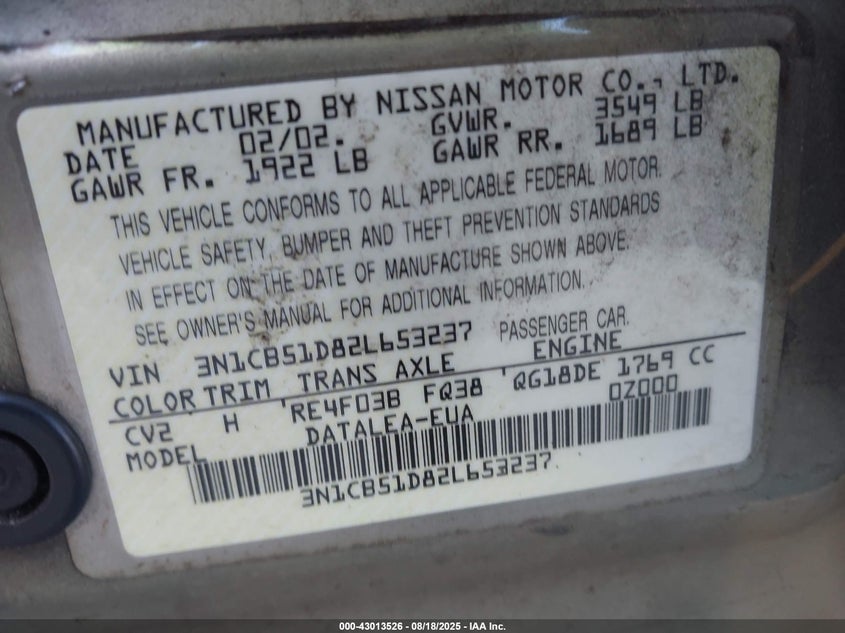 MANUFACTURED BY NISSAN MOTOR CO., LTD.
DATE 02/02. GVWR. 3549 LB
GAWR FR. 1922 LB GAWR RR. 1689 LB
THIS VEHICLE CONFORMS TO ALL APPLICABLE FEDERAL MOTOR
VEHICLE SAFETY, BUMPER AND THEFT PREVENTION STANDARDS
IN EFFECT ON THE DATE OF MANUFACTURE SHOWN ABOVE.
SEE OWNER'S MANUAL FOR ADDITIONAL INFORMATION.
VIN 3N1CB51D82L653237 PASSENGER CAR.
COLOR TRIM TRANS AXLE ENGINE
CV2 H RE4F03B FQ38 QG18DE 1769 CC
MODEL DATALEA-EUA 0Z000
3N1CB51D82L653237
000-43013526 - 08/18/2025 - IAA Inc.